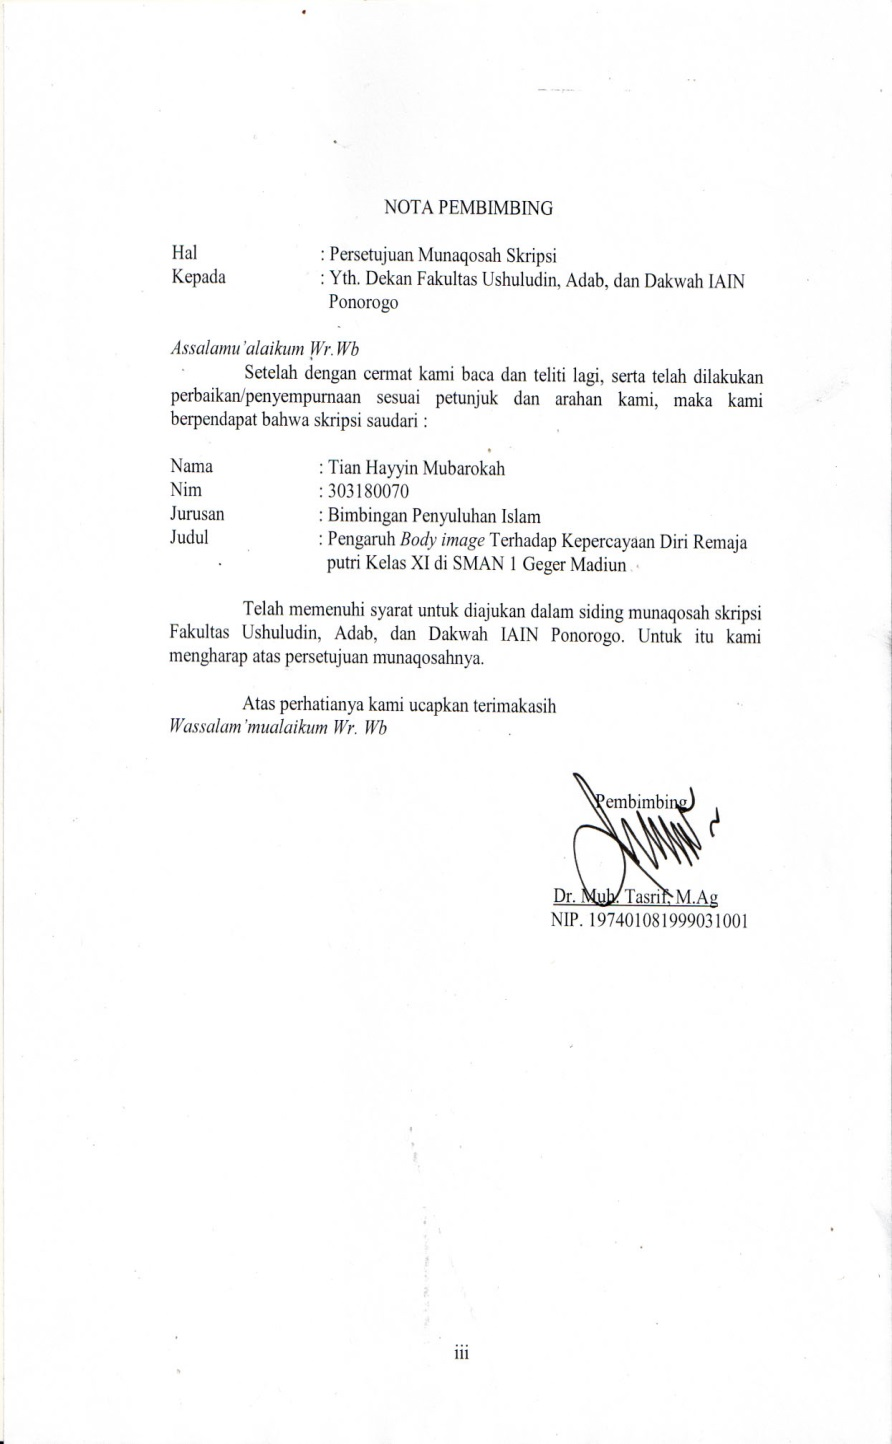 NOTA PEMBIMBING
Hal : Persetujuan Munaqosah Skripsi
Kepada : Yth. Dekan Fakultas Ushuludin, Adab, dan Dakwah IAIN
Ponorogo
Assalamu'alaikum Wr.Wb
Setelah dengan cermat kami baca dan teliti lagi, serta telah dilakukan
perbaikan/penyempurnaan sesuai petunjuk dan arahan kami, maka kami
berpendapat bahwa skripsi saudari :
Nama : Tian Hayyin Mubarokah
Nim : 303180070
Jurusan : Bimbingan Penyuluhan Islam
Judul : Pengaruh Body image Terhadap Kepercayaan Diri Remaja
putri Kelas XI di SMAN 1 Geger Madiun
Telah memenuhi syarat untuk diajukan dalam siding munaqosah skripsi
Fakultas Ushuludin, Adab, dan Dakwah IAIN Ponorogo. Untuk itu kami
mengharap atas persetujuan munaqosahnya.
Atas perhatianya kami ucapkan terimakasih
Wassalam'mualaikum Wr. Wb
Pembimbing
Dr. Muh. Tasrif, M.Ag
NIP. 197401081999031001
iii